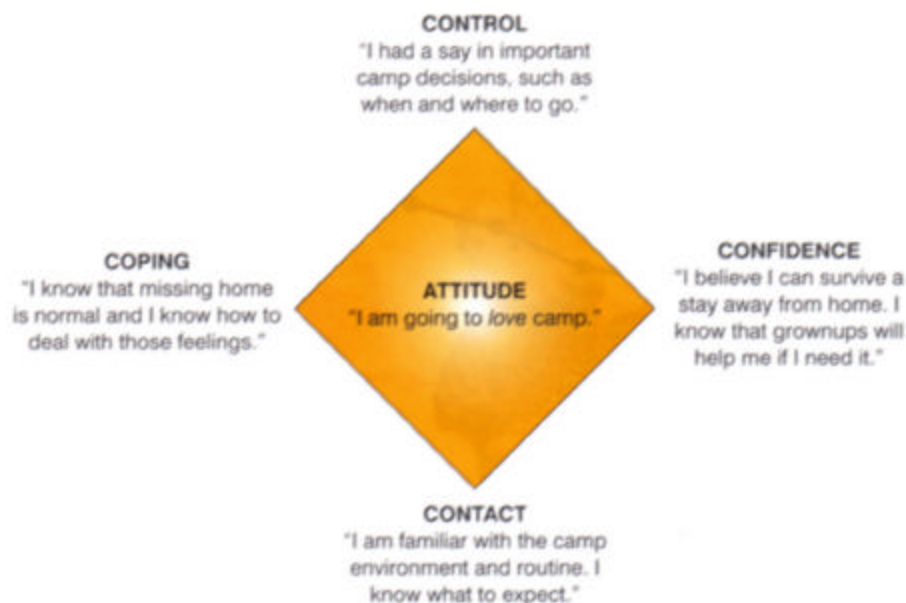 CONTROL
"I had a say in important
camp decisions, such as
when and where to go."
COPING
"I know that missing home
is normal and I know how to
deal with those feelings."
ATTITUDE
"I am going to love camp."
CONFIDENCE
"I believe I can survive a
stay away from home. I
know that grownups will
help me if I need it."
CONTACT
"I am familiar with the camp
environment and routine. I
know what to expect."